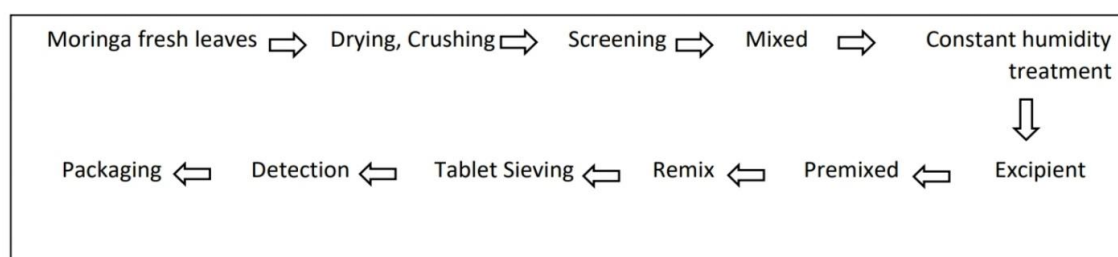 Moringa fresh leaves Drying, Crushing Screening Mixed Constant humidity
treatment
Packaging Detection Tablet Sieving Remix Premixed Excipient